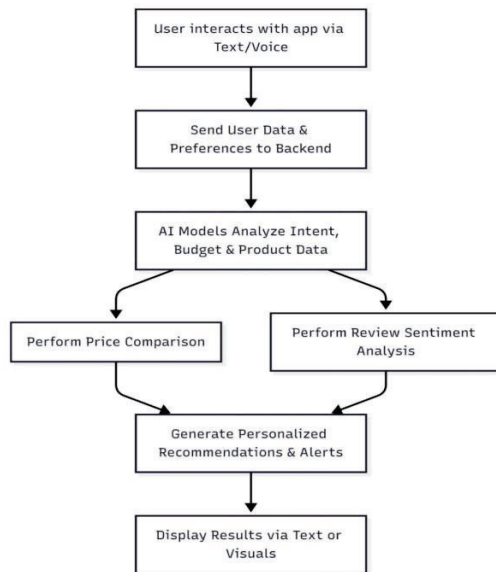 User interacts with app via
Text/Voice
Send User Data &
Preferences to Backend
AI Models Analyze Intent,
Budget & Product Data
Perform Price Comparison
Perform Review Sentiment
Analysis
Generate Personalized
Recommendations & Alerts
Display Results via Text or
Visuals